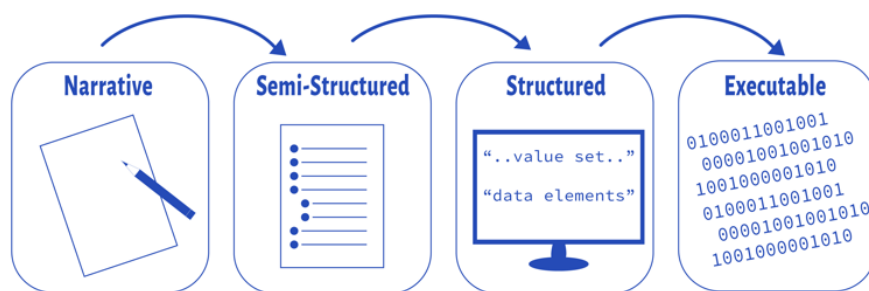 Narrative
Semi-Structured
Structured
“..value set..”
“data elements”
Executable
0100011001001
00001001001010
1001000001010
0100011001001
00001001001010
1001000001010